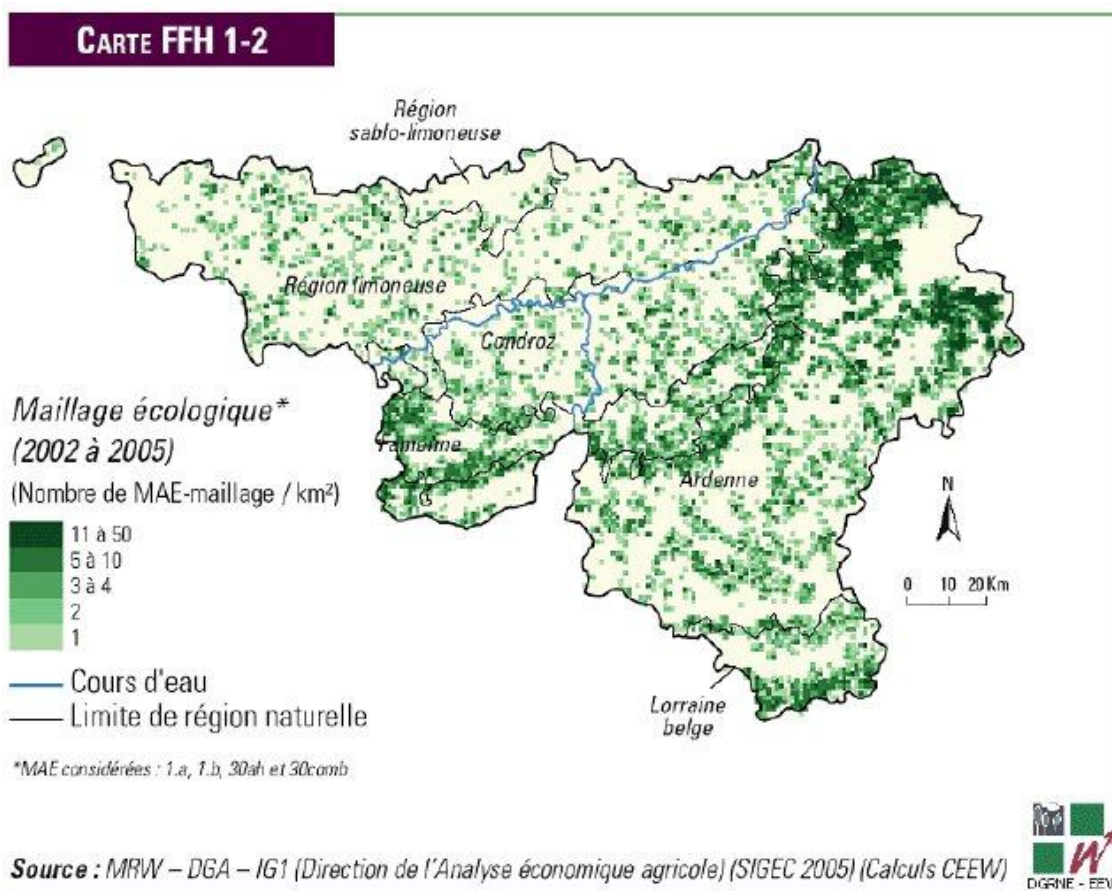 CARTE FFH 1-2
Région
sablo-limoneuse
Région limoneuse
Condroz
Famenne
Ardenne
Lorraine
belge
Maillage écologique*
(2002 à 2005)
(Nombre de MAE-maillage / km²)
11 à 50
5 à 10
3 à 4
2
1
Cours d'eau
Limite de région naturelle
N
0 10 20 Km
*MAE considérées : 1.a, 1.b, 30ah et 30comb
Source : MRW – DGA – IG1 (Direction de l'Analyse économique agricole) (SIGEC 2005) (Calculs CEEW)
DGRNE - EEW